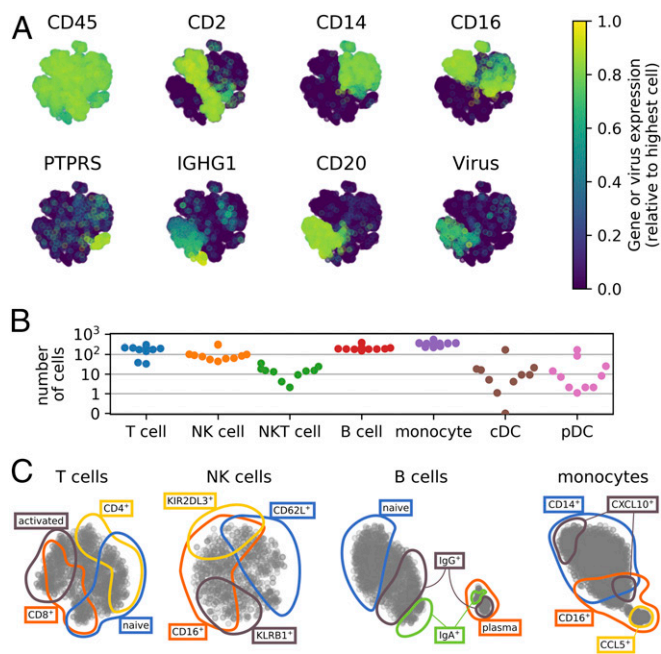 A
CD45
CD2
CD14
CD16
PTPRS
IGHG1
CD20
Virus
1.0
0.8
0.6
0.4
0.2
0.0
Gene or virus expression
(relative to highest cell)
B
number
of cells
10³
10²
10
1
0
T cell
NK cell
NKT cell
B cell
monocyte
cDC
pDC
C
T cells
NK cells
B cells
monocytes
activated
CD4⁺
CD8⁺
naive
KIR2DL3⁺
CD62L⁺
CD16⁺
KLRB1⁺
naive
IgG⁺
IgA⁺
plasma
CD14⁺
CXCL10⁺
CD16⁺
CCL5⁺